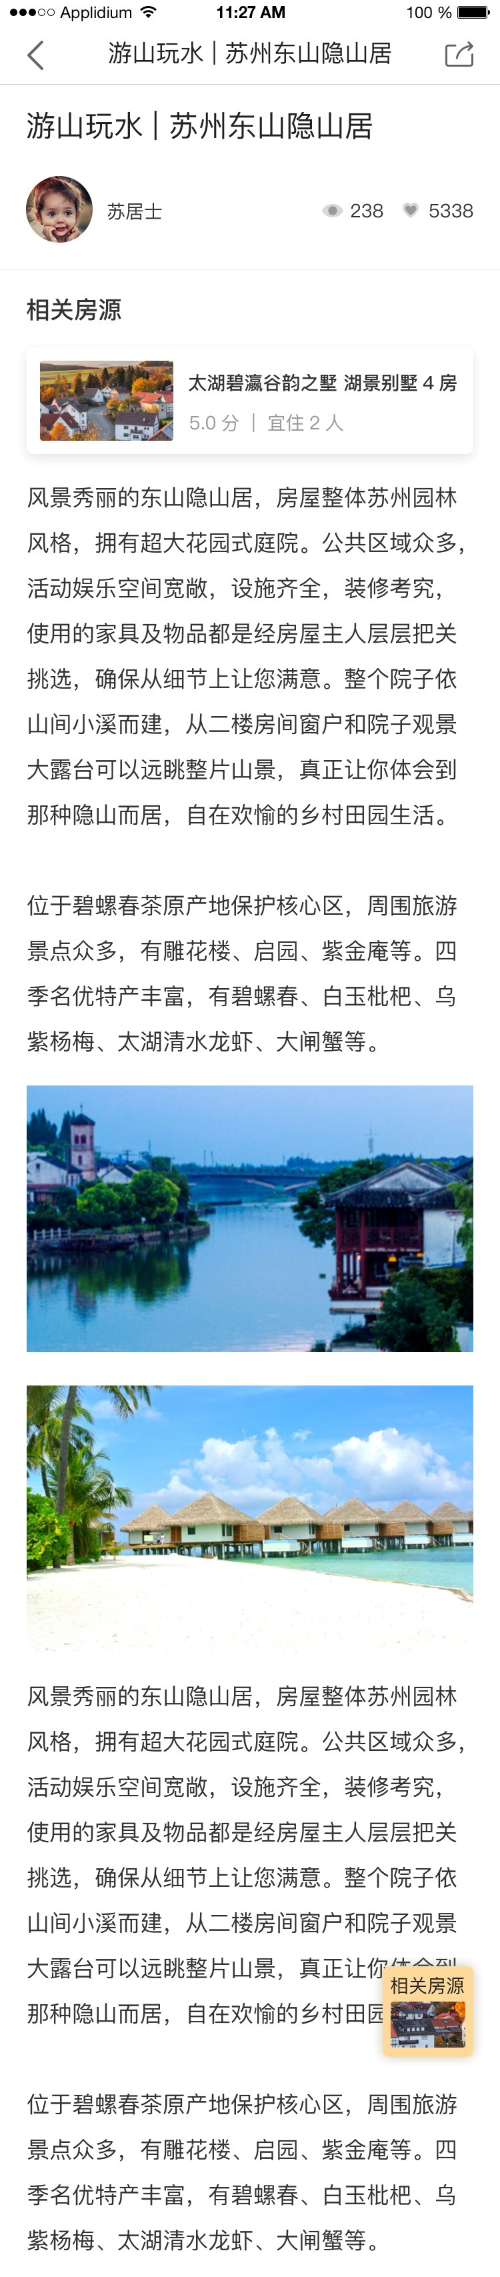 Applidium 11:27 AM 100 %
游山玩水 | 苏州东山隐山居
游山玩水 | 苏州东山隐山居
苏居士 238 5338
相关房源
太湖碧瀛谷韵之墅 湖景别墅 4 房
5.0 分 | 宜住 2 人
风景秀丽的东山隐山居，房屋整体苏州园林
风格，拥有超大花园式庭院。公共区域众多，
活动娱乐空间宽敞，设施齐全，装修考究，
使用的家具及物品都是经房屋主人层层把关
挑选，确保从细节上让您满意。整个院子依
山间小溪而建，从二楼房间窗户和院子观景
大露台可以远眺整片山景，真正让你体会到
那种隐山而居，自在欢愉的乡村田园生活。
位于碧螺春茶原产地保护核心区，周围旅游
景点众多，有雕花楼、启园、紫金庵等。四
季名优特产丰富，有碧螺春、白玉枇杷、乌
紫杨梅、太湖清水龙虾、大闸蟹等。
风景秀丽的东山隐山居，房屋整体苏州园林
风格，拥有超大花园式庭院。公共区域众多，
活动娱乐空间宽敞，设施齐全，装修考究，
使用的家具及物品都是经房屋主人层层把关
挑选，确保从细节上让您满意。整个院子依
山间小溪而建，从二楼房间窗户和院子观景
大露台可以远眺整片山景，真正让你体会到
相关房源
那种隐山而居，自在欢愉的乡村田园
位于碧螺春茶原产地保护核心区，周围旅游
景点众多，有雕花楼、启园、紫金庵等。四
季名优特产丰富，有碧螺春、白玉枇杷、乌
紫杨梅、太湖清水龙虾、大闸蟹等。